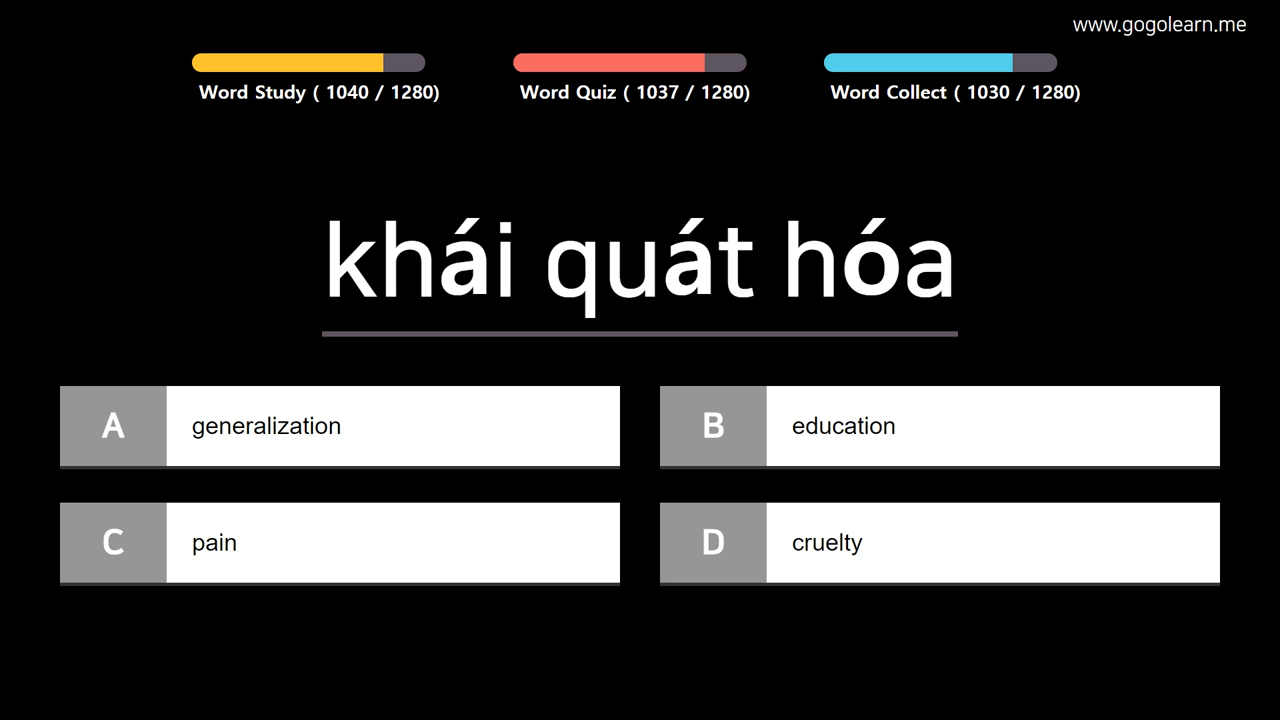 www.gogolearn.me
Word Study ( 1040 / 1280)
Word Quiz ( 1037 / 1280)
Word Collect ( 1030 / 1280)
khái quát hóa
A generalization
B education
C pain
D cruelty